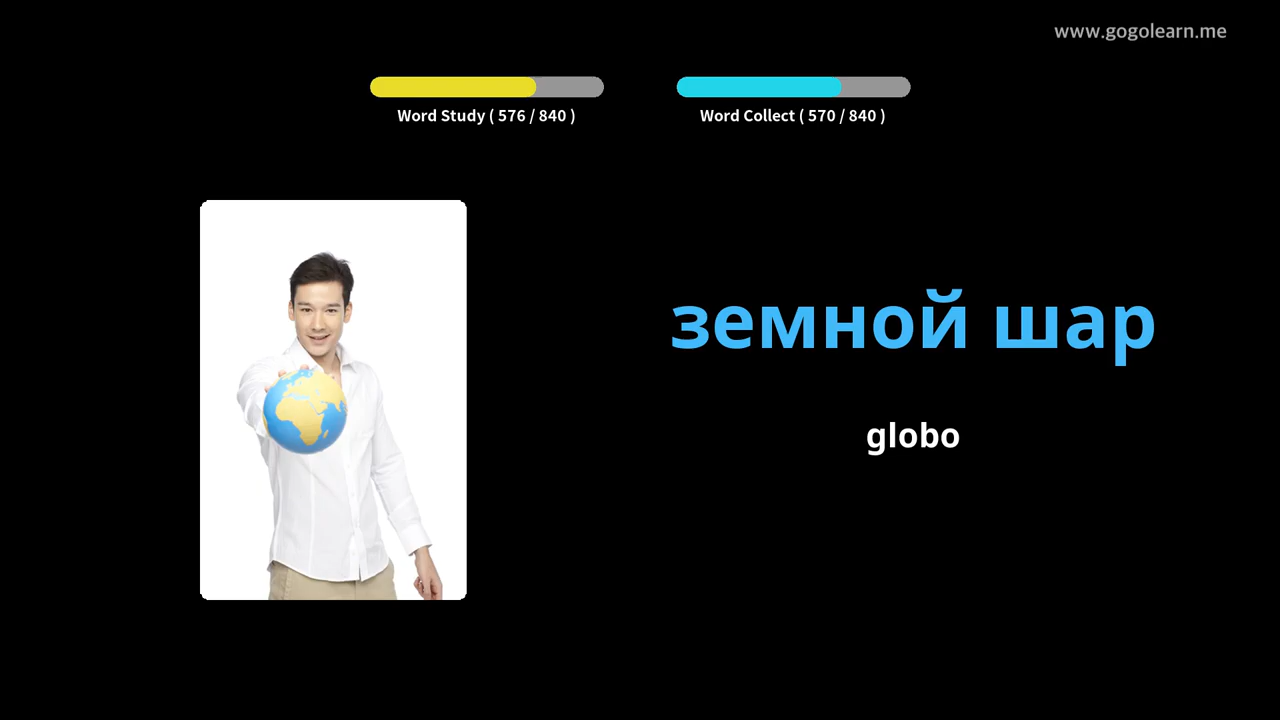 www.gogolearn.me
Word Study ( 576 / 840 )
Word Collect ( 570 / 840 )
земной шар
globo